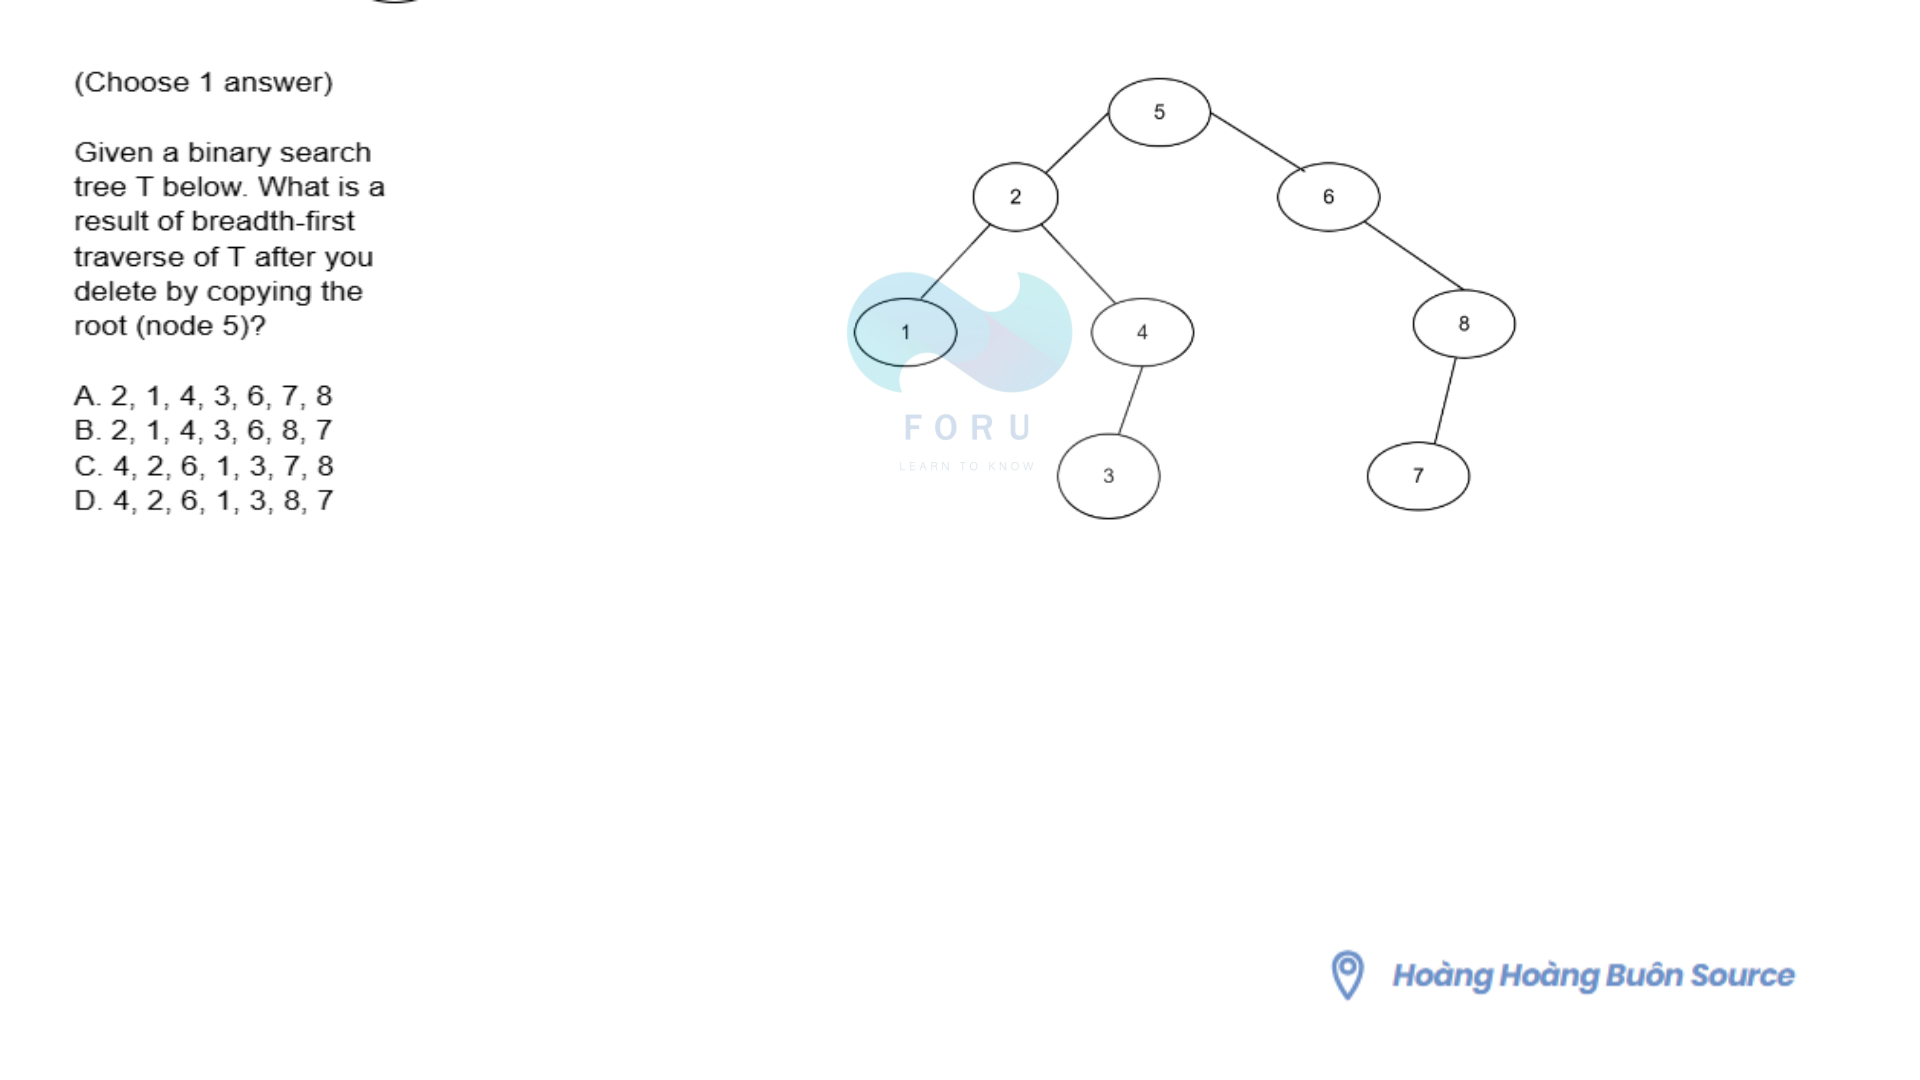 (Choose 1 answer)
Given a binary search
tree T below. What is a
result of breadth-first
traverse of T after you
delete by copying the
root (node 5)?
A. 2, 1, 4, 3, 6, 7, 8
B. 2, 1, 4, 3, 6, 8, 7
C. 4, 2, 6, 1, 3, 7, 8
D. 4, 2, 6, 1, 3, 8, 7
5
2
6
1
4
8
3
7
FORU
LEARN TO KNOW
Hoàng Hoàng Buôn Source